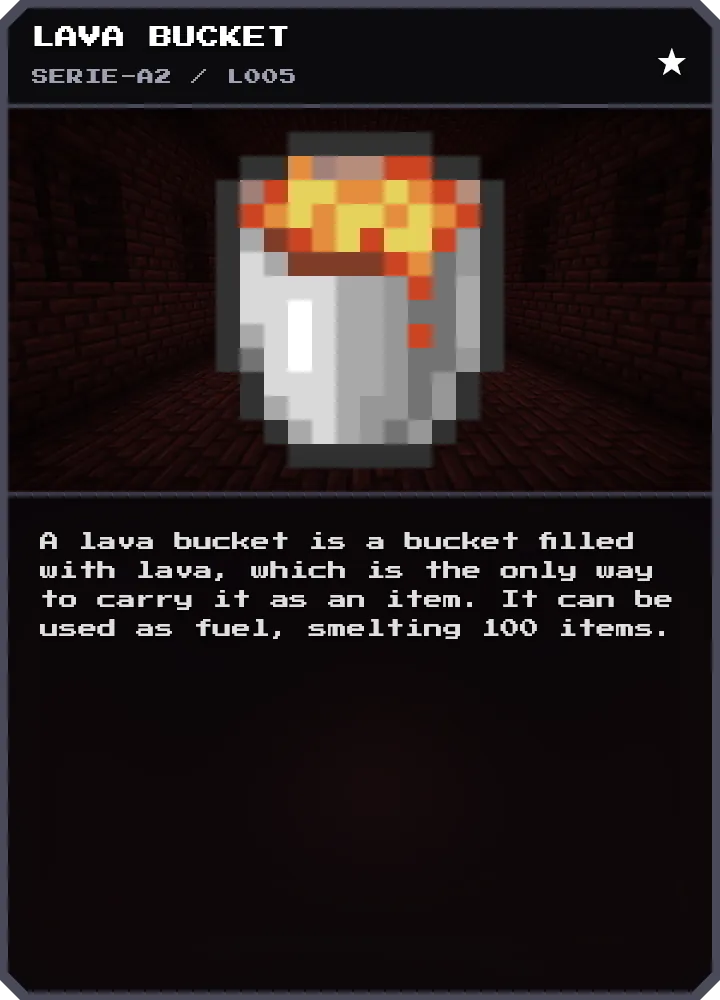 LAVA BUCKET
SERIE-A2 / L005
A lava bucket is a bucket filled
with lava, which is the only way
to carry it as an item. It can be
used as fuel, smelting 100 items.